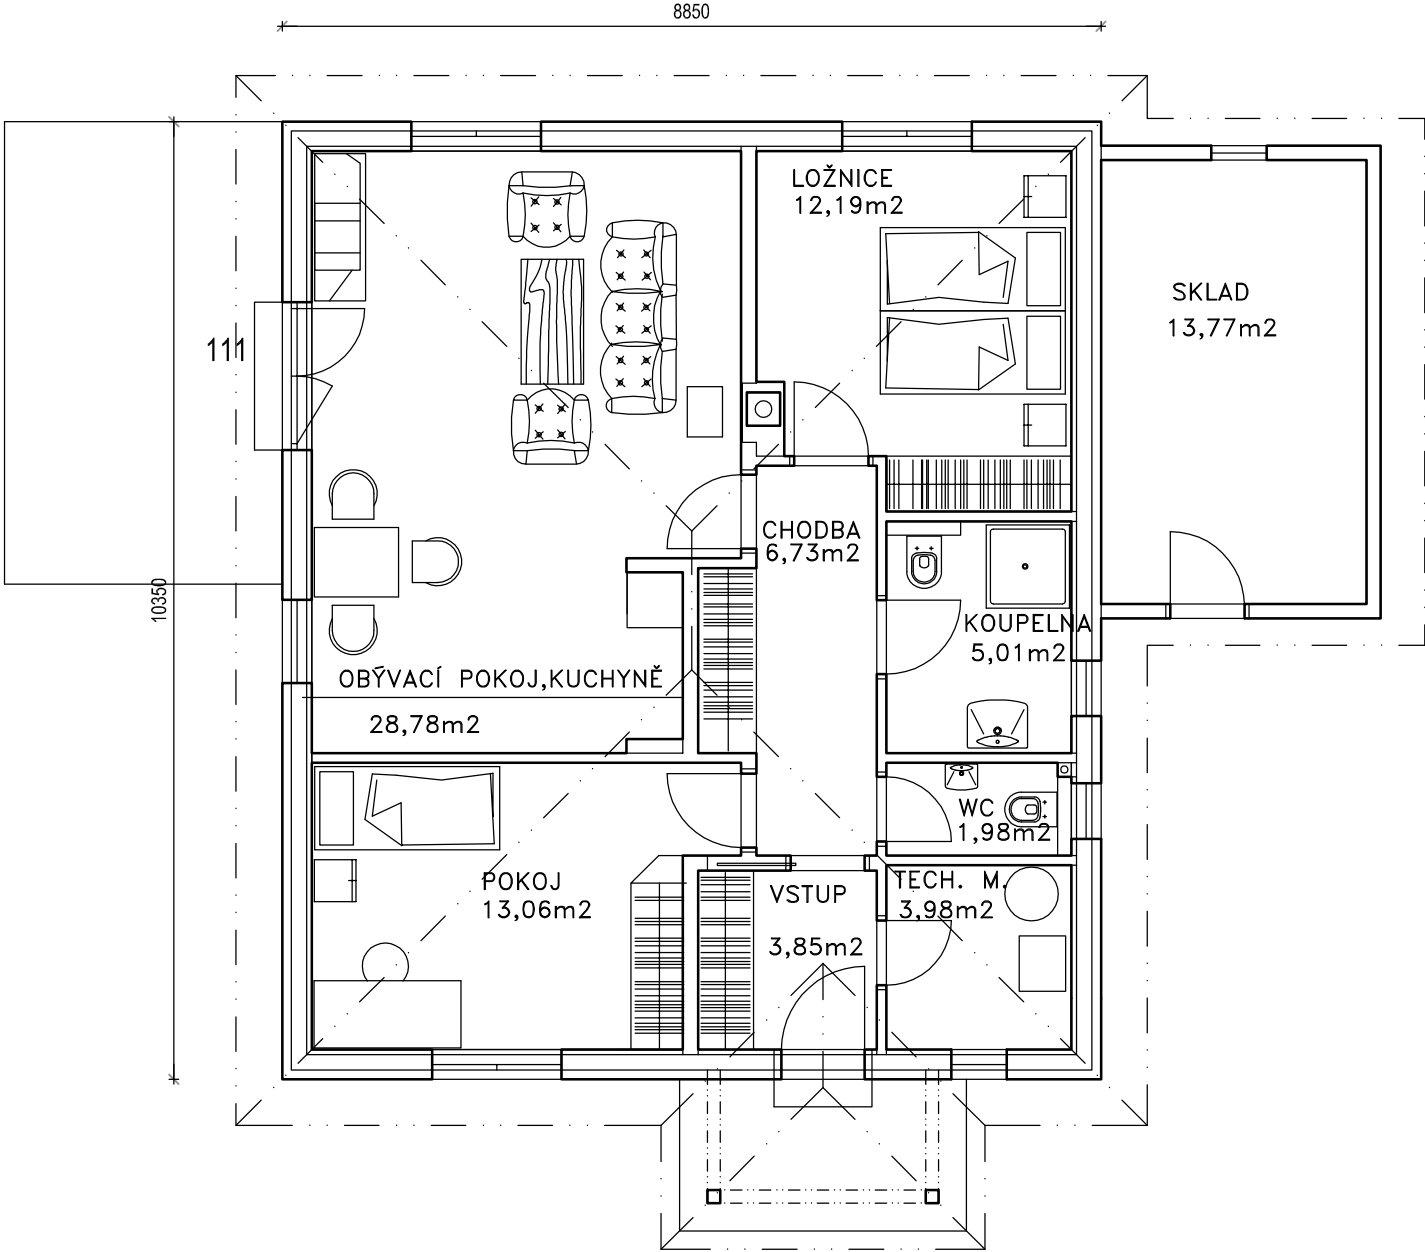 8850
LOŽNICE
12,19m2
SKLAD
13,77m2
111
CHODBA
6,73m2
10350
KOUPELNA
5,01m2
OBÝVACÍ POKOJ,KUCHYNĚ
28,78m2
WC
1,98m2
POKOJ
13,06m2
VSTUP
3,85m2
TECH. M.
3,98m2